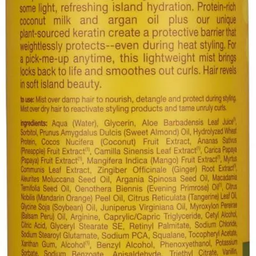 some light, refreshing island hydration. Protein-rich
coconut milk and argan oil plus our unique
plant-sourced keratin create a protective barrier that
weightlessly protects--even during heat styling. For
a pick-me-up anytime, this lightweight mist brings
locks back to life and smoothes out curls. Hair revels
in soft island beauty.
to use: Mist over damp hair to nourish, detangle and protect during styling.
Mist over dry hair to reactivate styling products and tame unruly curls.
Ingredients: Aqua (Water), Glycerin, Aloe Barbadensis Leaf Juice
Sorbitol, Prunus Amygdalus Dulcis (Sweet Almond) Oil, Hydrolyzed Wheat
Protein, Cocos Nucifera (Coconut) Fruit Extract, Ananas Sativa
(Pineapple) Fruit Extract, Camellia Sinensis Leaf Extract, Carica Papaya
(Papaya) Fruit Extract, Mangifera Indica (Mango) Fruit Extract, Myrtus
Communis Leaf Extract, Zingiber Officinale (Ginger) Root Extract,
Moluccana Seed Oil, Argania Spinosa Seed Oil, Macadamia
Ternifolia Seed Oil, Oenothera Biennis (Evening Primrose) Oil, Citrus
Nobilis (Mandarin Orange) Peel Oil, Citrus Reticulata (Tangerine) Leaf Oil,
Glycine Soja (Soybean) Oil, Juniperus Virginiana Oil, Myroxylon Pereirae
(Balsam Peru) Oil, Arginine, Caprylic/Capric Triglyceride, Cetyl Alcohol,
Citric Acid, Glyceryl Stearate SE, Retinyl Palmitate, Sodium Chloride,
Sodium Stearoyl Glutamate, Sodium PCA, Squalane, Tocopheryl Acetate,
Xanthan Gum, Alcohol, Benzyl Alcohol, Phenoxyethanol, Potassium
Sorbate, Sodium Benzoate, Anisaldehyde, Triethyl Citrate, Vanillin